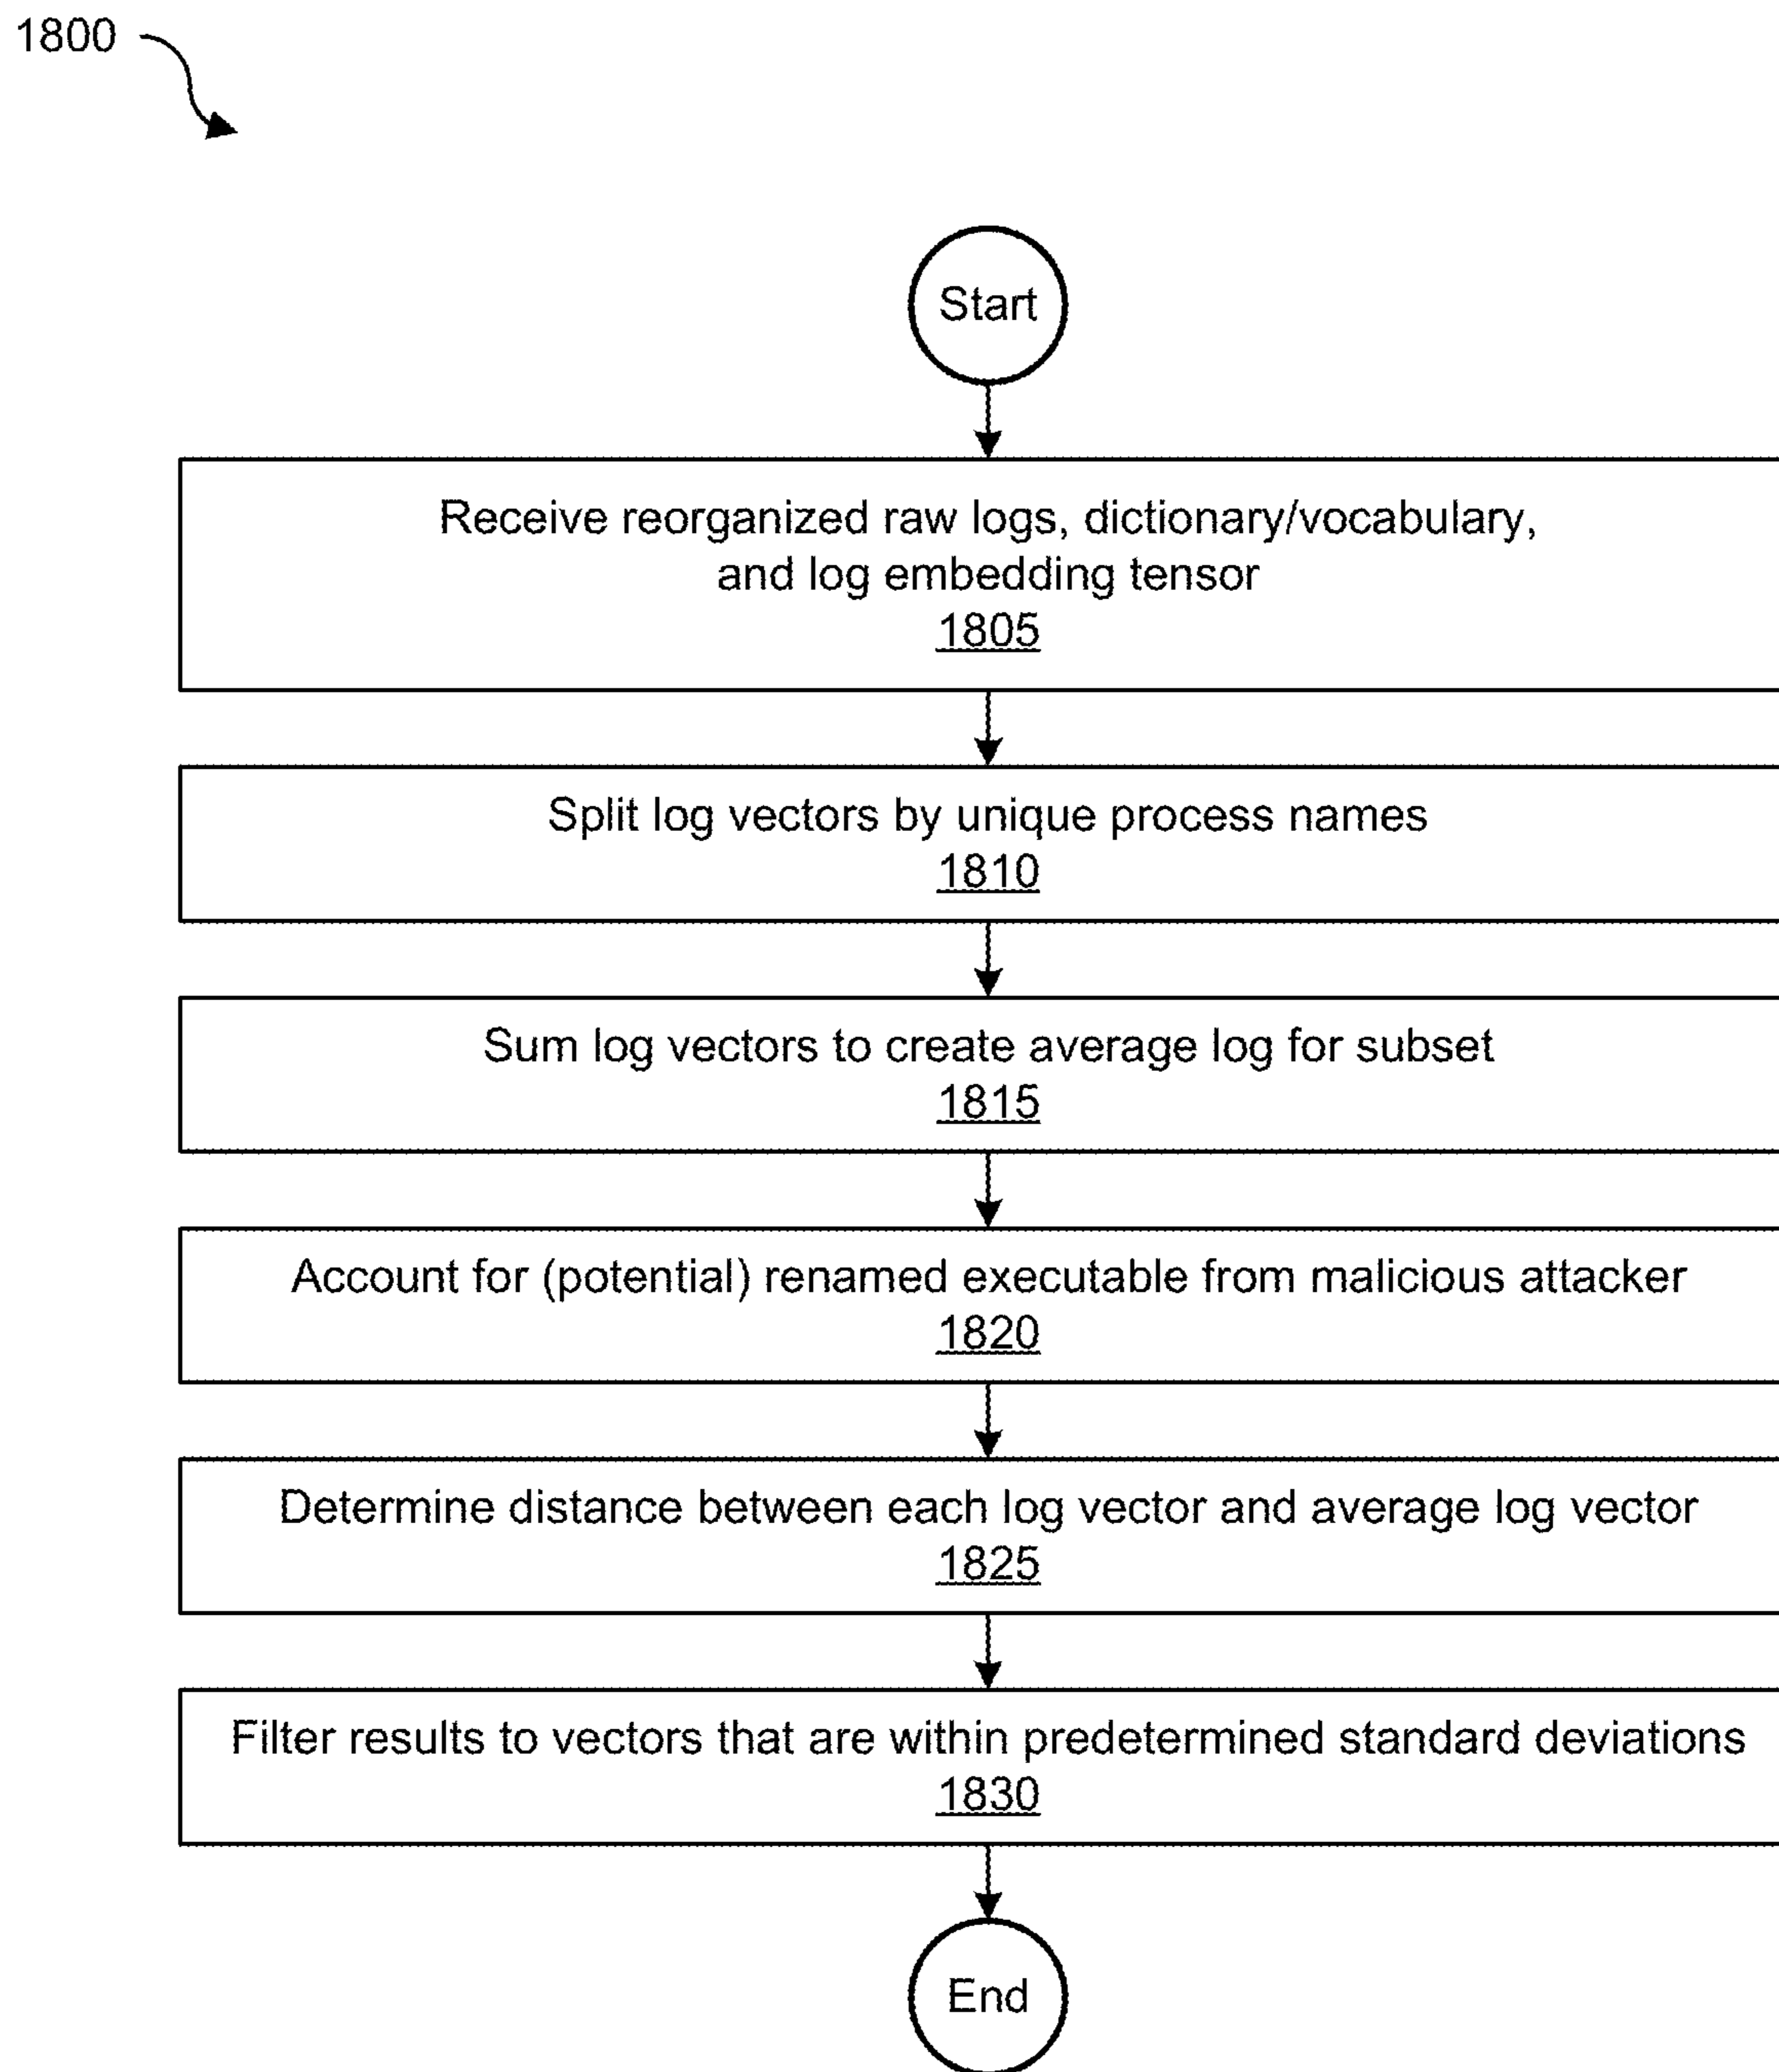 1800
Start
Receive reorganized raw logs, dictionary/vocabulary,
and log embedding tensor
1805
Split log vectors by unique process names
1810
Sum log vectors to create average log for subset
1815
Account for (potential) renamed executable from malicious attacker
1820
Determine distance between each log vector and average log vector
1825
Filter results to vectors that are within predetermined standard deviations
1830
End